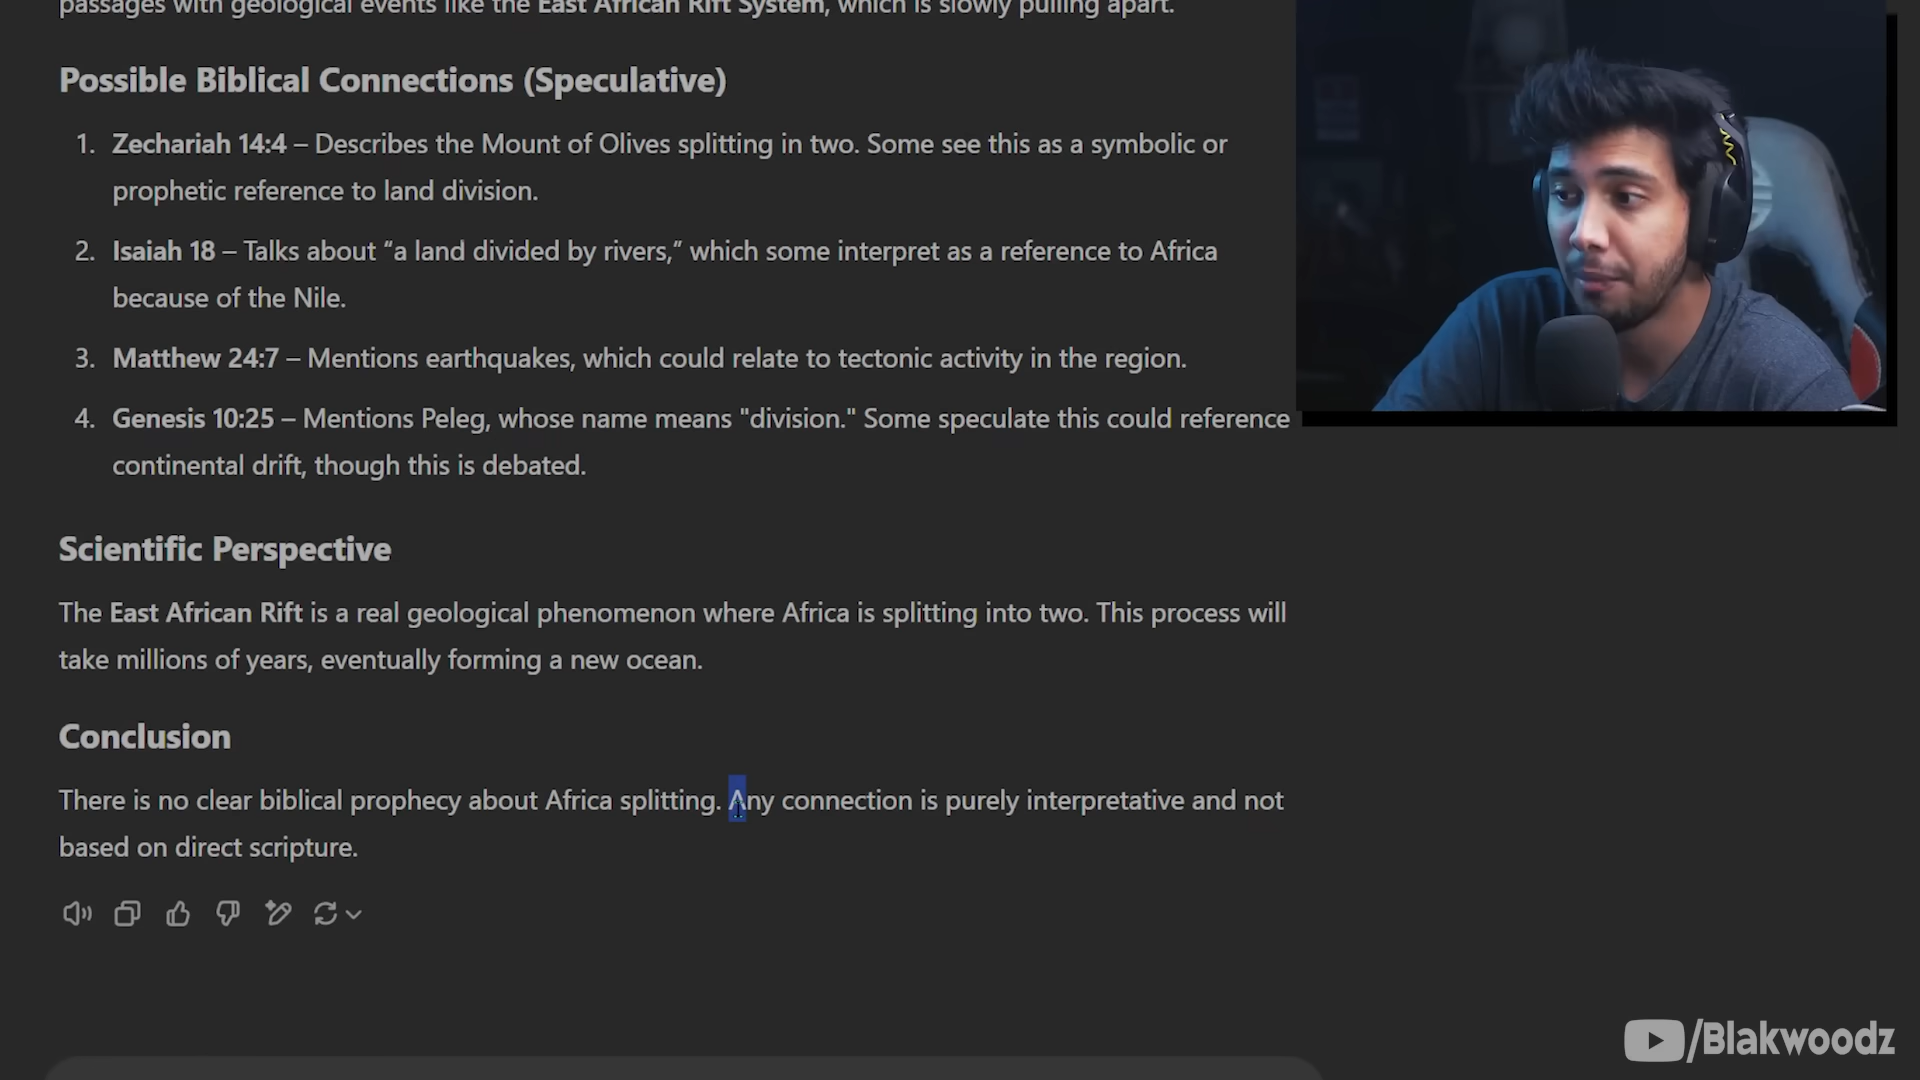 passages with geological events like the East African Rift System, which is slowly pulling apart.
Possible Biblical Connections (Speculative)
1. Zechariah 14:4 – Describes the Mount of Olives splitting in two. Some see this as a symbolic or
prophetic reference to land division.
2. Isaiah 18 – Talks about “a land divided by rivers,” which some interpret as a reference to Africa
because of the Nile.
3. Matthew 24:7 – Mentions earthquakes, which could relate to tectonic activity in the region.
4. Genesis 10:25 – Mentions Peleg, whose name means "division." Some speculate this could reference
continental drift, though this is debated.
Scientific Perspective
The East African Rift is a real geological phenomenon where Africa is splitting into two. This process will
take millions of years, eventually forming a new ocean.
Conclusion
There is no clear biblical prophecy about Africa splitting. Any connection is purely interpretative and not
based on direct scripture.
/Blakwoodz